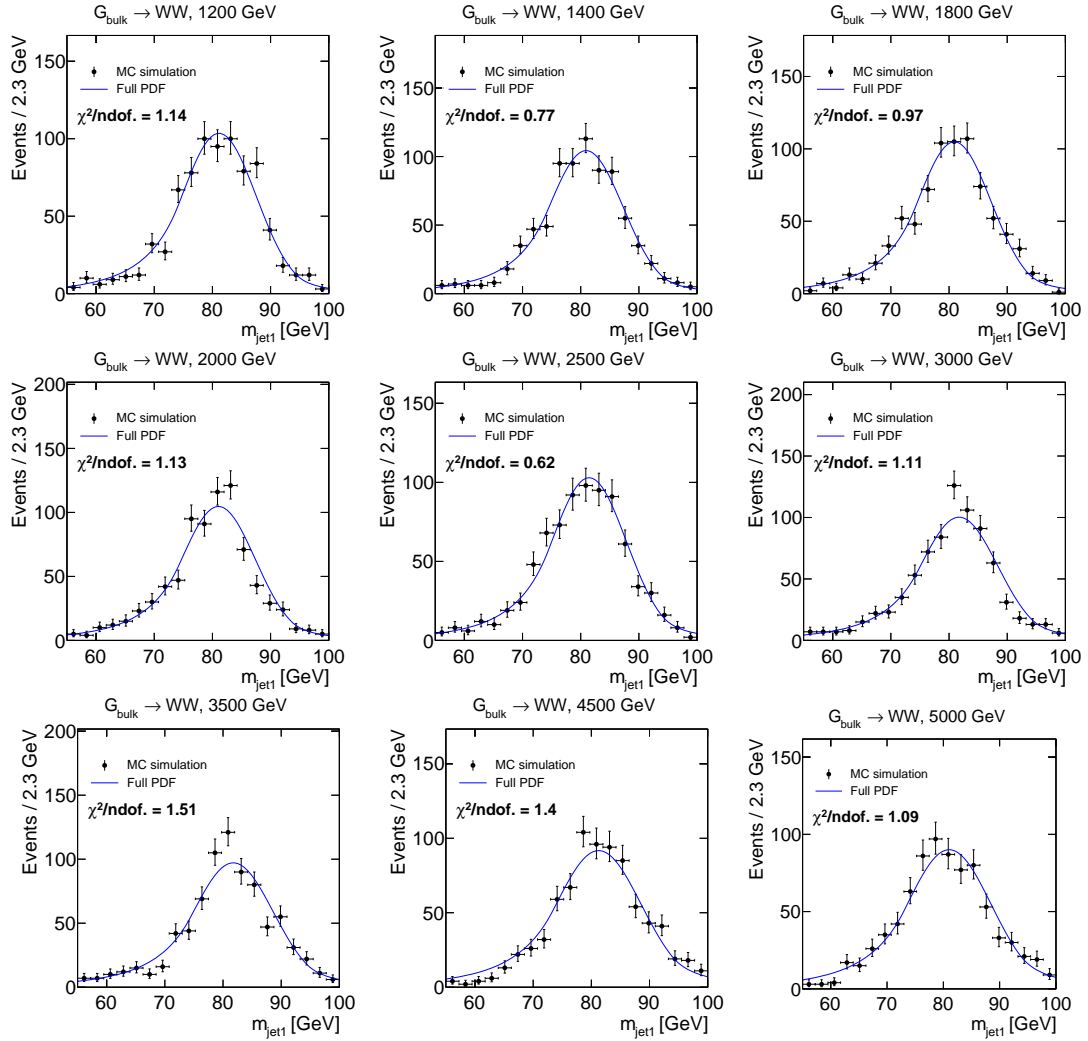 G_bulk → WW, 1200 GeV
Events / 2.3 GeV
150
100
50
0
MC simulation
Full PDF
χ²/ndof. = 1.14
60 70 80 90 100
m_jet1 [GeV]
G_bulk → WW, 1400 GeV
Events / 2.3 GeV
150
100
50
0
MC simulation
Full PDF
χ²/ndof. = 0.77
60 70 80 90 100
m_jet1 [GeV]
G_bulk → WW, 1800 GeV
Events / 2.3 GeV
150
100
50
0
MC simulation
Full PDF
χ²/ndof. = 0.97
60 70 80 90 100
m_jet1 [GeV]
G_bulk → WW, 2000 GeV
Events / 2.3 GeV
200
150
100
50
0
MC simulation
Full PDF
χ²/ndof. = 1.13
60 70 80 90 100
m_jet1 [GeV]
G_bulk → WW, 2500 GeV
Events / 2.3 GeV
150
100
50
0
MC simulation
Full PDF
χ²/ndof. = 0.62
60 70 80 90 100
m_jet1 [GeV]
G_bulk → WW, 3000 GeV
Events / 2.3 GeV
200
150
100
50
0
MC simulation
Full PDF
χ²/ndof. = 1.11
60 70 80 90 100
m_jet1 [GeV]
G_bulk → WW, 3500 GeV
Events / 2.3 GeV
200
150
100
50
0
MC simulation
Full PDF
χ²/ndof. = 1.51
60 70 80 90 100
m_jet1 [GeV]
G_bulk → WW, 4500 GeV
Events / 2.3 GeV
150
100
50
0
MC simulation
Full PDF
χ²/ndof. = 1.4
60 70 80 90 100
m_jet1 [GeV]
G_bulk → WW, 5000 GeV
Events / 2.3 GeV
150
100
50
0
MC simulation
Full PDF
χ²/ndof. = 1.09
60 70 80 90 100
m_jet1 [GeV]